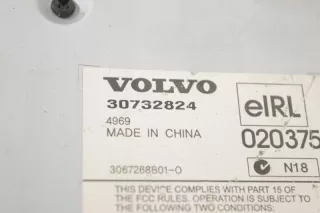 VOLVO
30732824
4969
MADE IN CHINA
3067268801-0
eIRL
020375
N18
THIS DEVICE COMPLIES WITH PART 15 OF
THE FCC RULES. OPERATION IS SUBJECT TO
THE FOLLOWING TWO CONDITIONS: